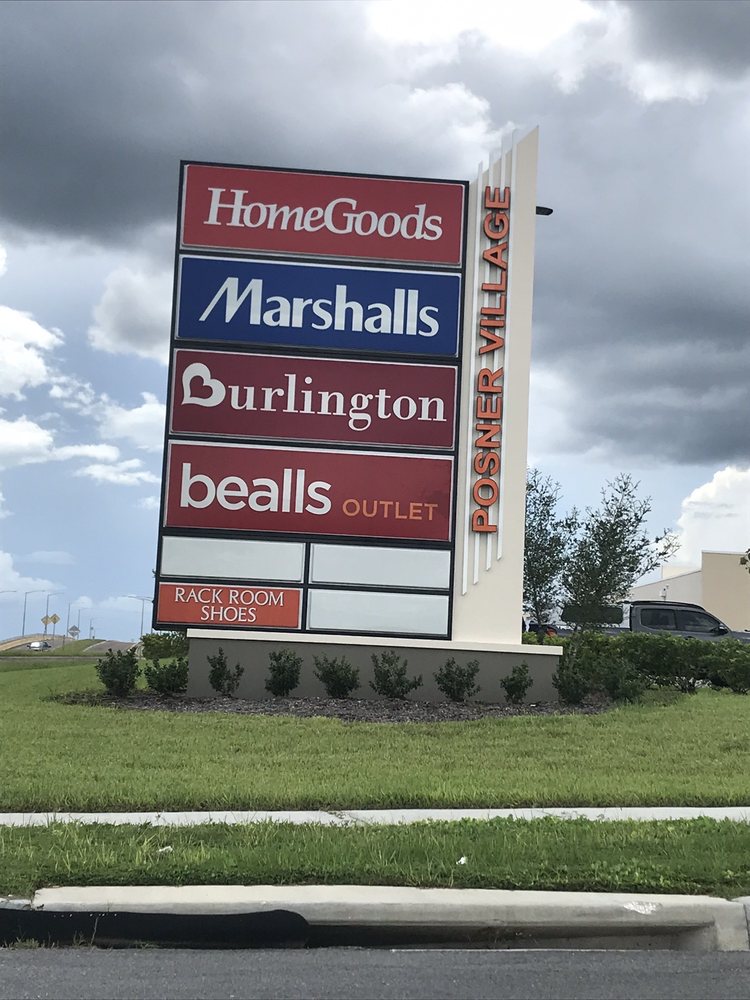 HomeGoods
Marshalls
Burlington
bealls OUTLET
RACK ROOM
SHOES
POSNER VILLAGE